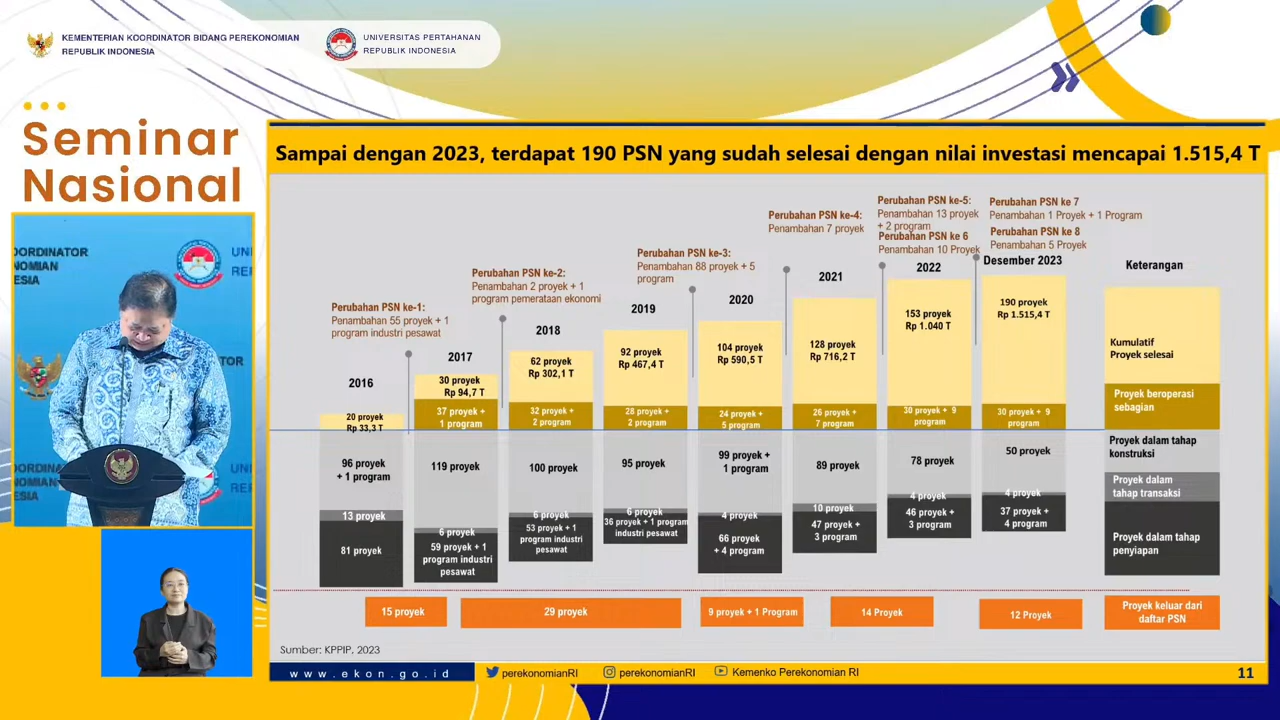 KEMENTERIAN KOORDINATOR BIDANG PEREKONOMIAN
REPUBLIK INDONESIA
UNIVERSITAS PERTAHANAN
REPUBLIK INDONESIA
Seminar
Nasional
OORDINATOR
NOMIAN
ESIA
UNI
REF
TOR
OORDIN
NOMIAN
ESIA
UNI
REF
Sampai dengan 2023, terdapat 190 PSN yang sudah selesai dengan nilai investasi mencapai 1.515,4 T
Perubahan PSN ke-1:
Penambahan 55 proyek + 1
program industri pesawat
Perubahan PSN ke-2:
Penambahan 2 proyek + 1
program pemerataan ekonomi
Perubahan PSN ke-3:
Penambahan 88 proyek + 5
program
Perubahan PSN ke-4:
Penambahan 7 proyek
Perubahan PSN ke-5:
Penambahan 13 proyek
+ 2 program
Perubahan PSN ke 6
Penambahan 10 Proyek
Perubahan PSN ke 7
Penambahan 1 Proyek + 1 Program
Perubahan PSN ke 8
Penambahan 5 Proyek
2016
20 proyek
Rp 33,3 T
96 proyek
+ 1 program
13 proyek
81 proyek
2017
30 proyek
Rp 94,7 T
37 proyek +
1 program
119 proyek
6 proyek
59 proyek + 1
program industri
pesawat
2018
62 proyek
Rp 302,1 T
32 proyek +
2 program
100 proyek
6 proyek
53 proyek + 1
program industri
pesawat
2019
92 proyek
Rp 467,4 T
28 proyek +
2 program
95 proyek
6 proyek
36 proyek + 1 program
industri pesawat
2020
104 proyek
Rp 590,5 T
24 proyek +
5 program
99 proyek +
1 program
4 proyek
66 proyek
+ 4 program
2021
128 proyek
Rp 716,2 T
26 proyek +
7 program
89 proyek
10 proyek
47 proyek +
3 program
2022
153 proyek
Rp 1.040 T
30 proyek + 9
program
78 proyek
4 proyek
46 proyek +
3 program
Desember 2023
190 proyek
Rp 1.515,4 T
30 proyek + 9
program
50 proyek
4 proyek
37 proyek +
4 program
Keterangan
Kumulatif
Proyek selesai
Proyek beroperasi
sebagian
Proyek dalam tahap
konstruksi
Proyek dalam
tahap transaksi
Proyek dalam tahap
penyiapan
15 proyek
29 proyek
9 proyek + 1 Program
14 Proyek
12 Proyek
Proyek keluar dari
daftar PSN
Sumber: KPPIP, 2023
www.ekon.go.id
perekonomianRI
perekonomianRI
Kemenko Perekonomian RI
11